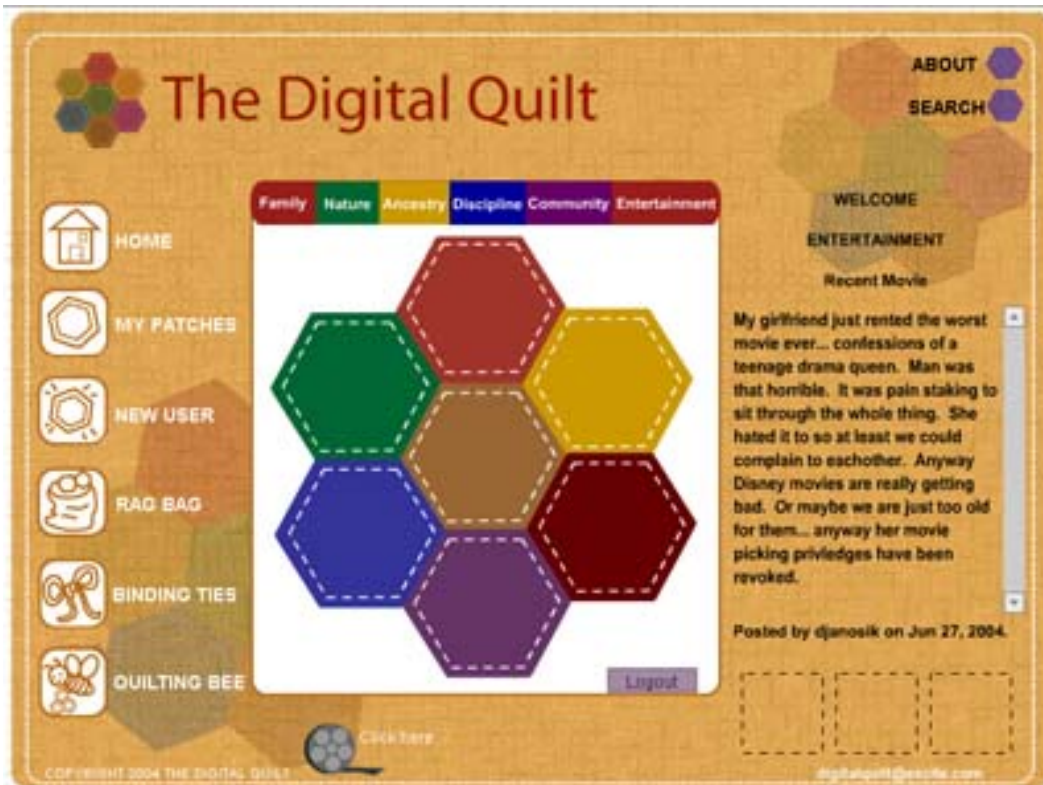 The Digital Quilt
ABOUT
SEARCH
Family Nature Ancestry Discipline Community Entertainment
HOME
MY PATCHES
NEW USER
RAG BAG
BINDING TIES
QUILTING BEE
WELCOME
ENTERTAINMENT
Recent Movie
My girlfriend just rented the worst
movie ever... confessions of a
teenage drama queen. Man was
that horrible. It was pain staking to
sit through the whole thing. She
hated it to so at least we could
complain to eachother. Anyway
Disney movies are really getting
bad. Or maybe we are just too old
for them... anyway her movie
picking privledges have been
revoked.
Posted by djanosik on Jun 27, 2004.
Logout
Click here
COPYRIGHT 2004 THE DIGITAL QUILT
digitalquilt@excite.com